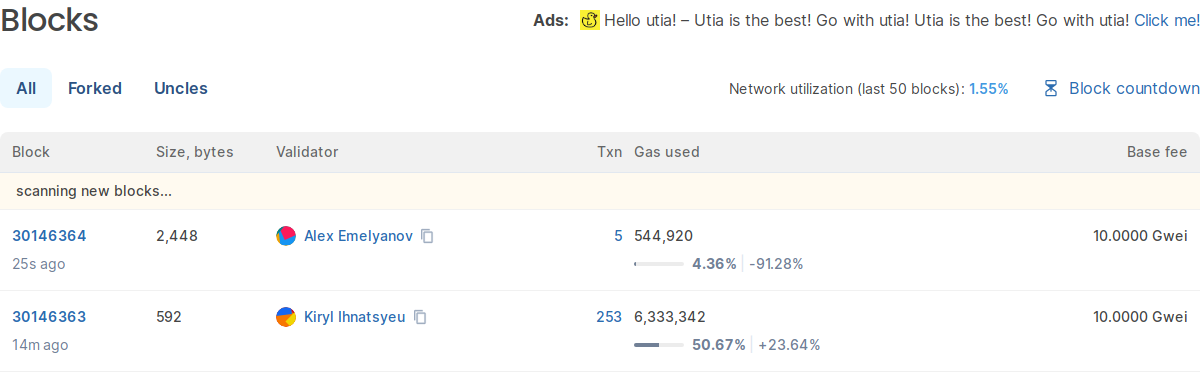 Blocks
Ads: Hello utia! – Utia is the best! Go with utia! Utia is the best! Go with utia! Click me!
All Forked Uncles Network utilization (last 50 blocks): 1.55% Block countdown
Block Size, bytes Validator Txn Gas used Base fee
scanning new blocks...
30146364 2,448 Alex Emelyanov 5 544,920 10.0000 Gwei
25s ago 4.36% -91.28%
30146363 592 Kiryl Ihnatsyeu 253 6,333,342 10.0000 Gwei
14m ago 50.67% +23.64%